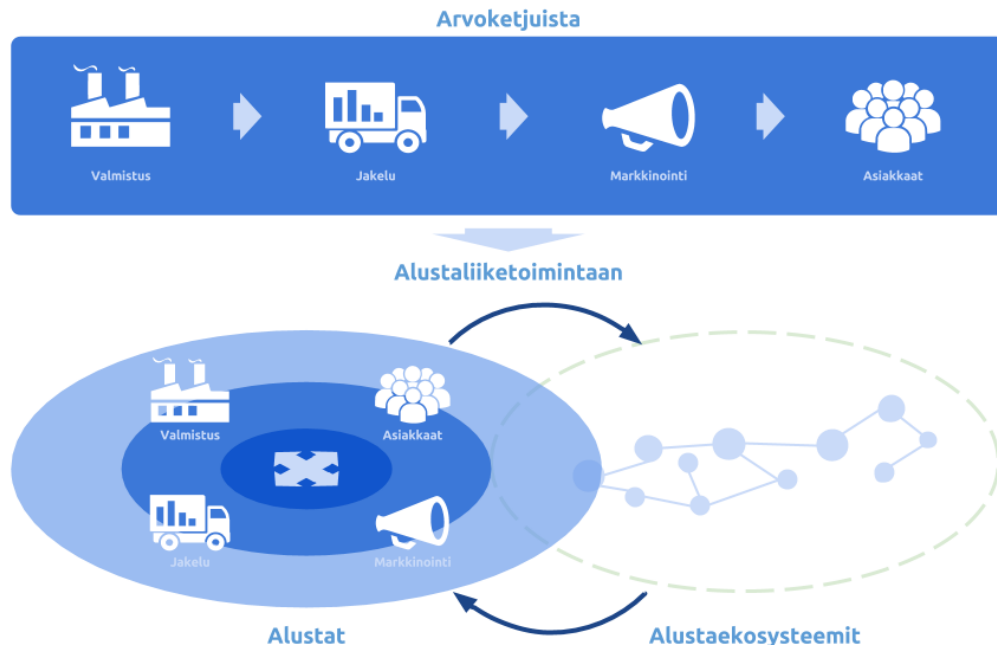 Arvoketjuista
Valmistus
Jakelu
Markkinointi
Asiakkaat
Alustaliiketoimintaan
Valmistus
Asiakkaat
Jakelu
Markkinointi
Alustat
Alustaekosysteemit